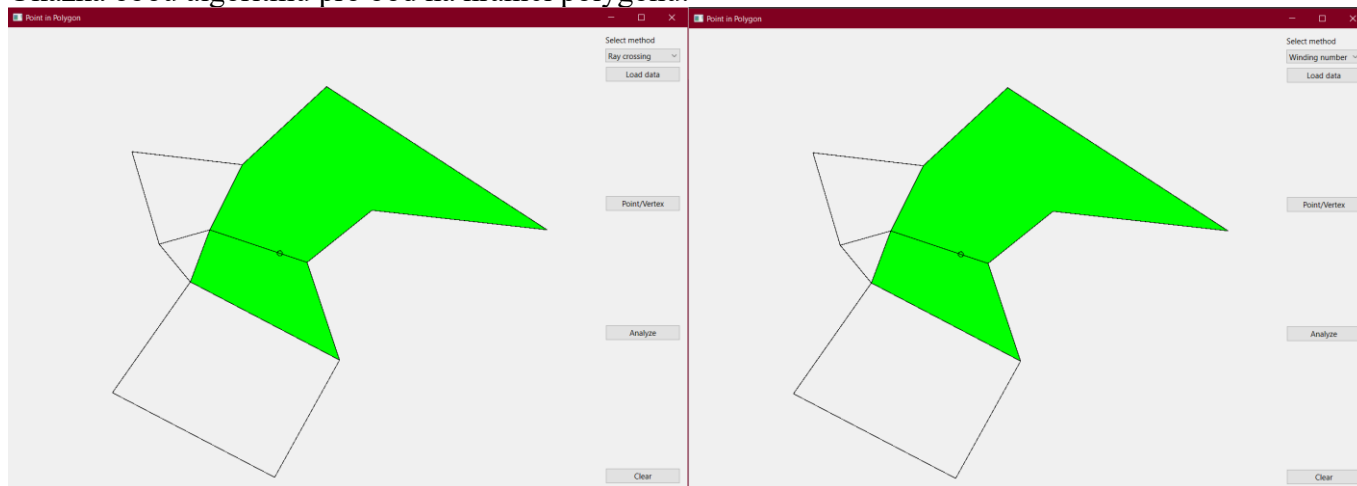 Point in Polygon
Select method
Ray crossing
Load data
Point/Vertex
Analyze
Clear
Point in Polygon
Select method
Winding number
Load data
Point/Vertex
Analyze
Clear